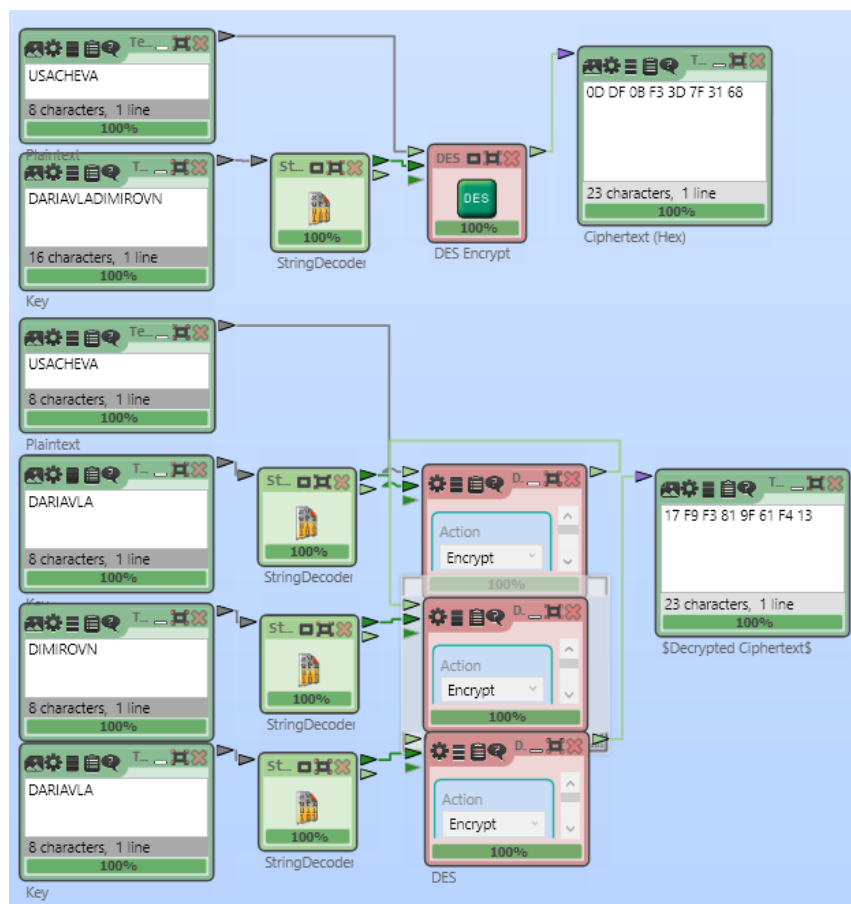 Te...
USACHEVA
8 characters, 1 line
100%
Plaintext
T...
DARIAVLADIMIROVN
16 characters, 1 line
100%
Key
St...
100%
StringDecoder
DES
DES
100%
DES Encrypt
T...
0D DF 0B F3 3D 7F 31 68
23 characters, 1 line
100%
Ciphertext (Hex)
Te...
USACHEVA
8 characters, 1 line
100%
Plaintext
T...
DARIAVLA
8 characters, 1 line
100%
Key
St...
100%
StringDecoder
D.
Action
Encrypt
100%
T...
17 F9 F3 81 9F 61 F4 13
23 characters, 1 line
100%
$Decrypted Ciphertext$
T...
DIMIROVN
8 characters, 1 line
100%
St...
100%
StringDecoder
D.
Action
Encrypt
100%
T...
DARIAVLA
8 characters, 1 line
100%
Key
St...
100%
StringDecoder
D.
Action
Encrypt
100%
DES